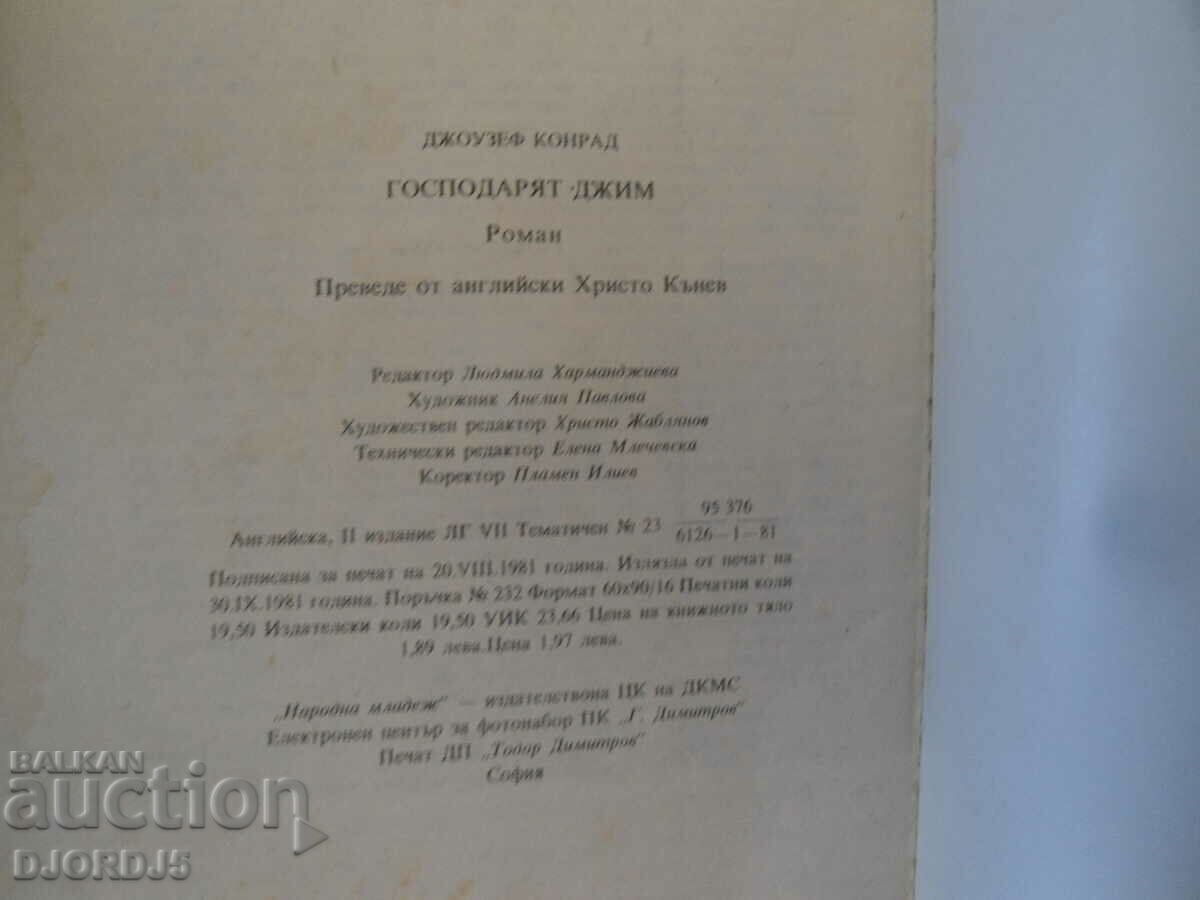 ДЖОУЗЕФ КОНРАД
ГОСПОДАРЯТ ДЖИМ
Роман
Преведе от английски Христо Кънев
Редактор Людмила Харманджиева
Художник Анелия Павлова
Художествен редактор Христо Жаблянов
Технически редактор Елена Млечевска
Коректор Пламен Илиев
Английска, II издание ЛГ VII Тематичен № 23 95 376
6126—1—81
Подписана за печат на 20.VIII.1981 година. Излязла от печат на
30.IX.1981 година. Поръчка № 232 Формат 60x90/16 Печатни коли
19,50 Издателски коли 19,50 УИК 23,66 Цена на книжното тяло
1,89 лева.Цена 1,97 лева.
„Народна младеж" — издателствона ЦК на ДКМС
Електронен център за фотонабор ПК „Г. Димитров"
Печат ДП „Тодор Димитров"
София
BALKAN
auction
DJORDJ5